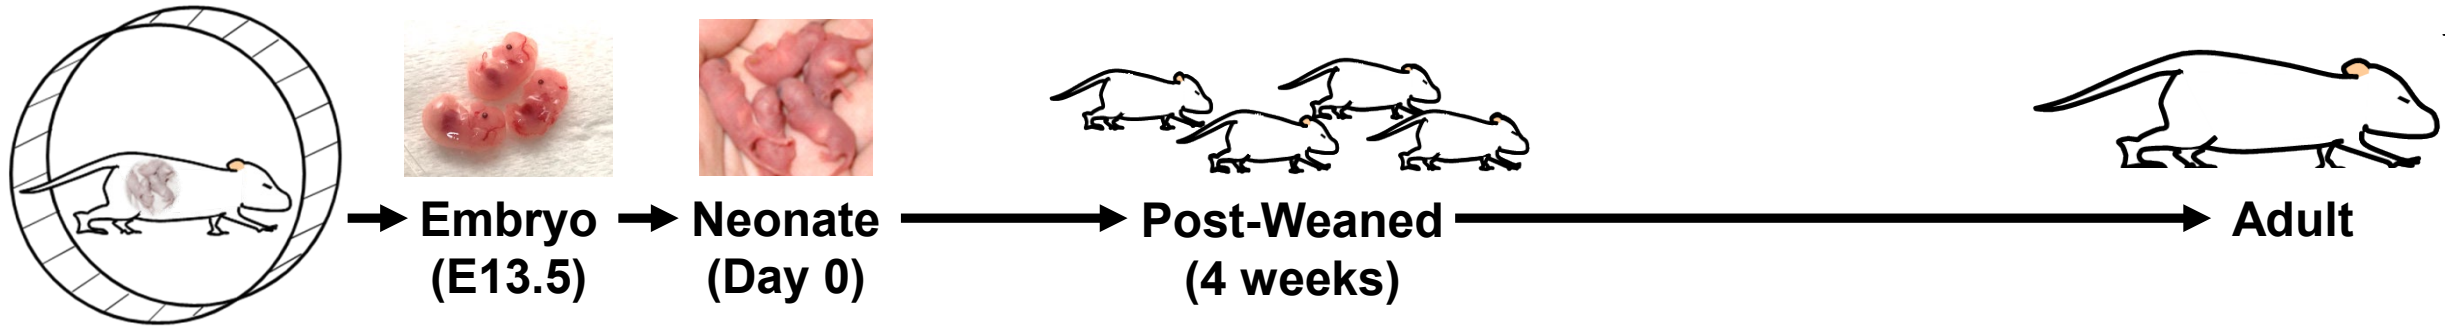 Embryo
(E13.5)
Neonate
(Day 0)
Post-Weaned
(4 weeks)
Adult